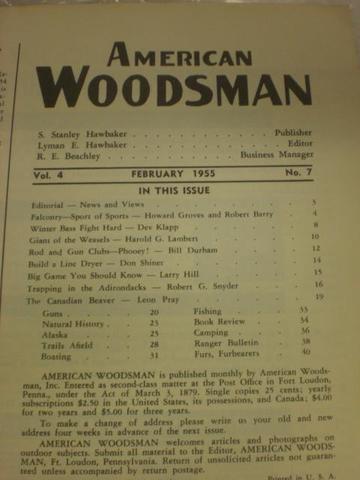 AMERICAN
WOODSMAN
S. Stanley Hawbaker . . . . . . . . . . Publisher
Lyman E. Hawbaker . . . . . . . . . . Editor
R. E. Beachley . . . . . . . . Business Manager
Vol. 4 FEBRUARY 1955 No. 7
IN THIS ISSUE
Editorial — News and Views . . . . . . . 3
Falconry—Sport of Sports — Howard Groves and Robert Barry . 4
Winter Bass Fight Hard — Dev Klapp . . . . . 8
Giant of the Weasels — Harold G. Lambert . . . . 10
Rod and Gun Clubs—Phooey! — Bill Durham . . . 12
Build a Line Dryer — Don Shiner . . . . . 14
Big Game You Should Know — Larry Hill . . . . 15
Trapping in the Adirondacks — Robert G. Snyder . . . 16
The Canadian Beaver — Leon Pray . . . . . 19
Guns . . . . 20 Fishing . . . . 33
Natural History . . 23 Book Review . . . 34
Alaska . . . . 25 Camping . . . . 36
Trails Afield . . . 28 Ranger Bulletin . . 38
Boating . . . . 31 Furs, Furbearers . . 40
AMERICAN WOODSMAN is published monthly by American Woods-
man, Inc. Entered as second-class matter at the Post Office in Fort Loudon,
Penna., under the Act of March 3, 1879. Single copies 25 cents; yearly
subscriptions $2.50 in the United States, its possessions, and Canada; $4.00
for two years and $5.00 for three years.
To make a change of address please write us your old and new
address four weeks in advance of next issue.
AMERICAN WOODSMAN welcomes articles and photographs on
outdoor subjects. Submit all material to the Editor, AMERICAN WOODS-
MAN, Ft. Loudon, Pennsylvania. Return of unsolicited articles not guaran-
teed unless accompanied by return postage.
Printed in U. S. A.